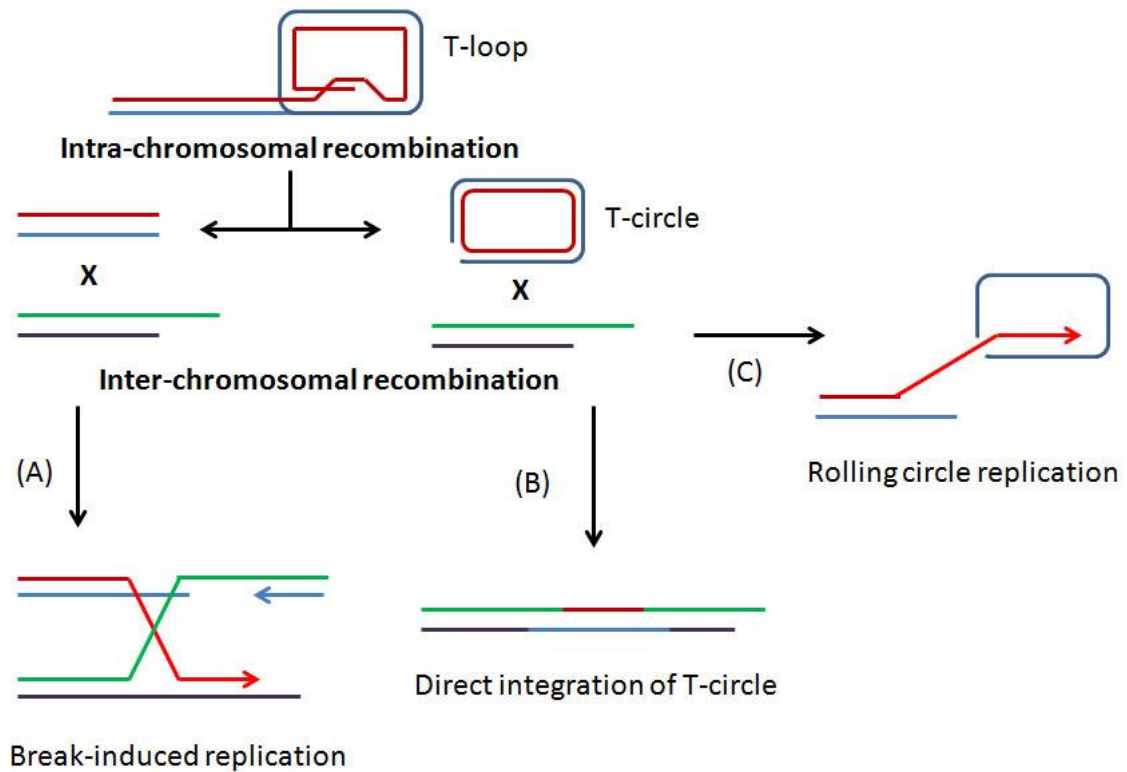 T-loop
Intra-chromosomal recombination
T-circle
X
X
Inter-chromosomal recombination
(C)
(A)
(B)
Rolling circle replication
Direct integration of T-circle
Break-induced replication